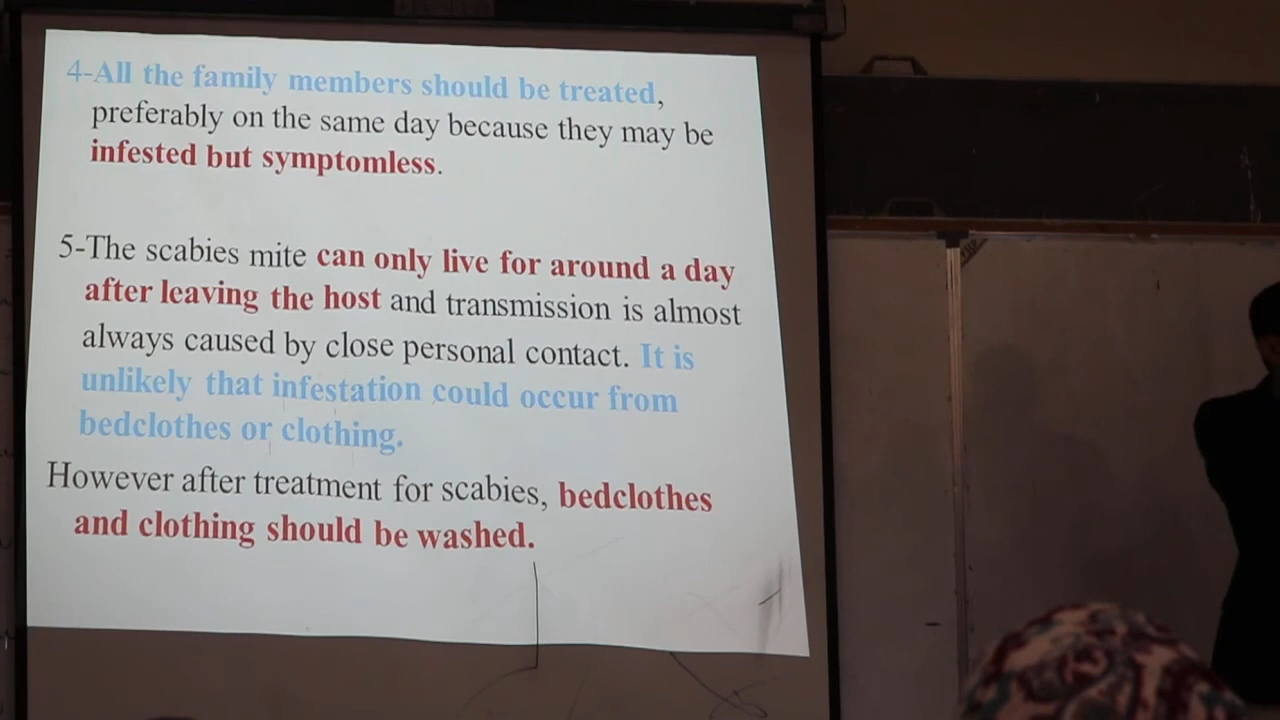 4-All the family members should be treated,
preferably on the same day because they may be
infested but symptomless.
5-The scabies mite can only live for around a day
after leaving the host and transmission is almost
always caused by close personal contact. It is
unlikely that infestation could occur from
bedclothes or clothing.
However after treatment for scabies, bedclothes
and clothing should be washed.